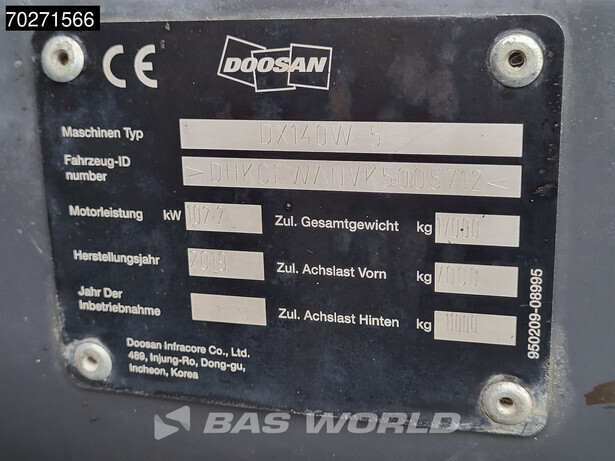 70271566
CE
DOOSAN
Maschinen Typ DX140W-5
Fahrzeug-ID number
Motorleistung kW 102.2 Zul. Gesamtgewicht kg 17000
Herstellungsjahr 2019 Zul. Achslast Vorn kg 7000
Jahr Der Inbetriebnahme Zul. Achslast Hinten kg 11000
Doosan Infracore Co., Ltd.
489, Injung-Ro, Dong-gu,
Incheon, Korea
950209-08995
BAS WORLD